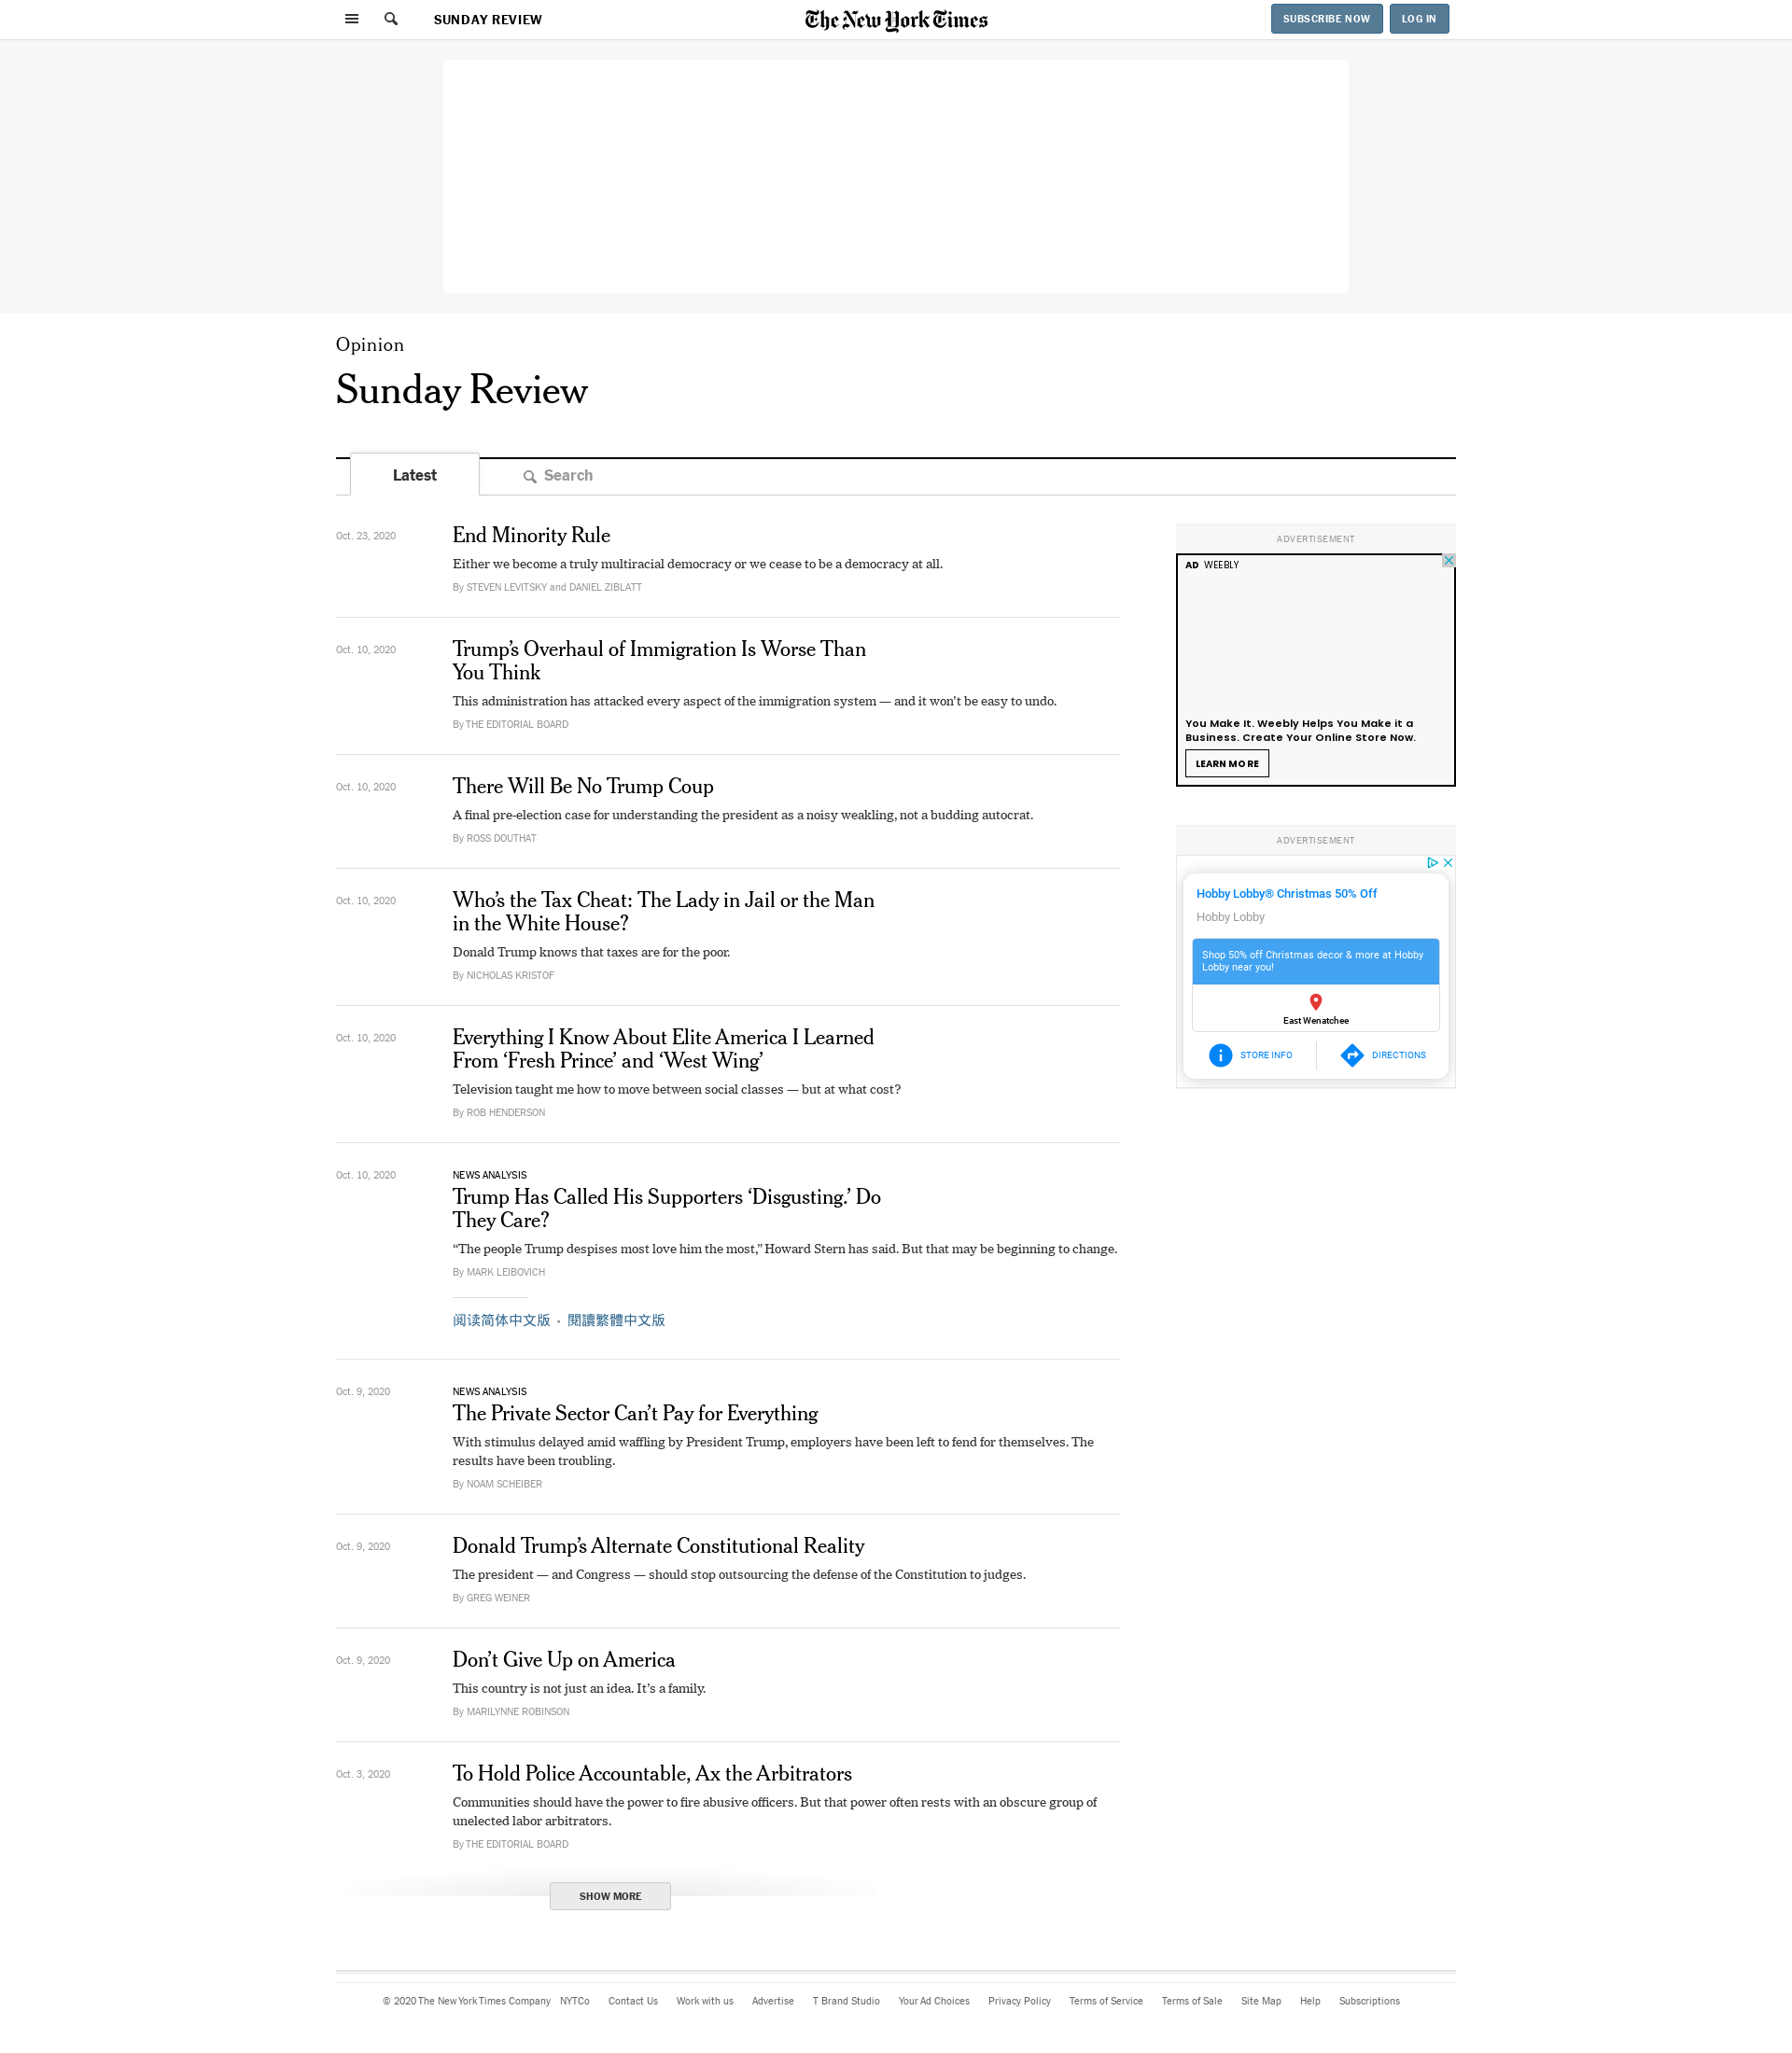 SUNDAY REVIEW
The New York Times
SUBSCRIBE NOW
LOG IN
Opinion
Sunday Review
Latest
Search
Oct. 23, 2020
End Minority Rule
Either we become a truly multiracial democracy or we cease to be a democracy at all.
By STEVEN LEVITSKY and DANIEL ZIBLATT
Oct. 10, 2020
Trump’s Overhaul of Immigration Is Worse Than
You Think
This administration has attacked every aspect of the immigration system — and it won’t be easy to undo.
By THE EDITORIAL BOARD
Oct. 10, 2020
There Will Be No Trump Coup
A final pre-election case for understanding the president as a noisy weakling, not a budding autocrat.
By ROSS DOUTHAT
Oct. 10, 2020
Who’s the Tax Cheat: The Lady in Jail or the Man
in the White House?
Donald Trump knows that taxes are for the poor.
By NICHOLAS KRISTOF
Oct. 10, 2020
Everything I Know About Elite America I Learned
From ‘Fresh Prince’ and ‘West Wing’
Television taught me how to move between social classes — but at what cost?
By ROB HENDERSON
Oct. 10, 2020
NEWS ANALYSIS
Trump Has Called His Supporters ‘Disgusting.’ Do
They Care?
“The people Trump despises most love him the most,” Howard Stern has said. But that may be beginning to change.
By MARK LEIBOVICH
阅读简体中文版 • 閱讀繁體中文版
Oct. 9, 2020
NEWS ANALYSIS
The Private Sector Can’t Pay for Everything
With stimulus delayed amid waffling by President Trump, employers have been left to fend for themselves. The
results have been troubling.
By NOAM SCHEIBER
Oct. 9, 2020
Donald Trump’s Alternate Constitutional Reality
The president — and Congress — should stop outsourcing the defense of the Constitution to judges.
By GREG WEINER
Oct. 9, 2020
Don’t Give Up on America
This country is not just an idea. It’s a family.
By MARILYNNE ROBINSON
Oct. 3, 2020
To Hold Police Accountable, Ax the Arbitrators
Communities should have the power to fire abusive officers. But that power often rests with an obscure group of
unelected labor arbitrators.
By THE EDITORIAL BOARD
SHOW MORE
ADVERTISEMENT
AD WEEBLY
You Make It. Weebly Helps You Make it a
Business. Create Your Online Store Now.
LEARN MORE
ADVERTISEMENT
Hobby Lobby® Christmas 50% Off
Hobby Lobby
Shop 50% off Christmas decor & more at Hobby
Lobby near you!
East Wenatchee
STORE INFO
DIRECTIONS
© 2020 The New York Times Company NYTCo Contact Us Work with us Advertise T Brand Studio Your Ad Choices Privacy Policy Terms of Service Terms of Sale Site Map Help Subscriptions